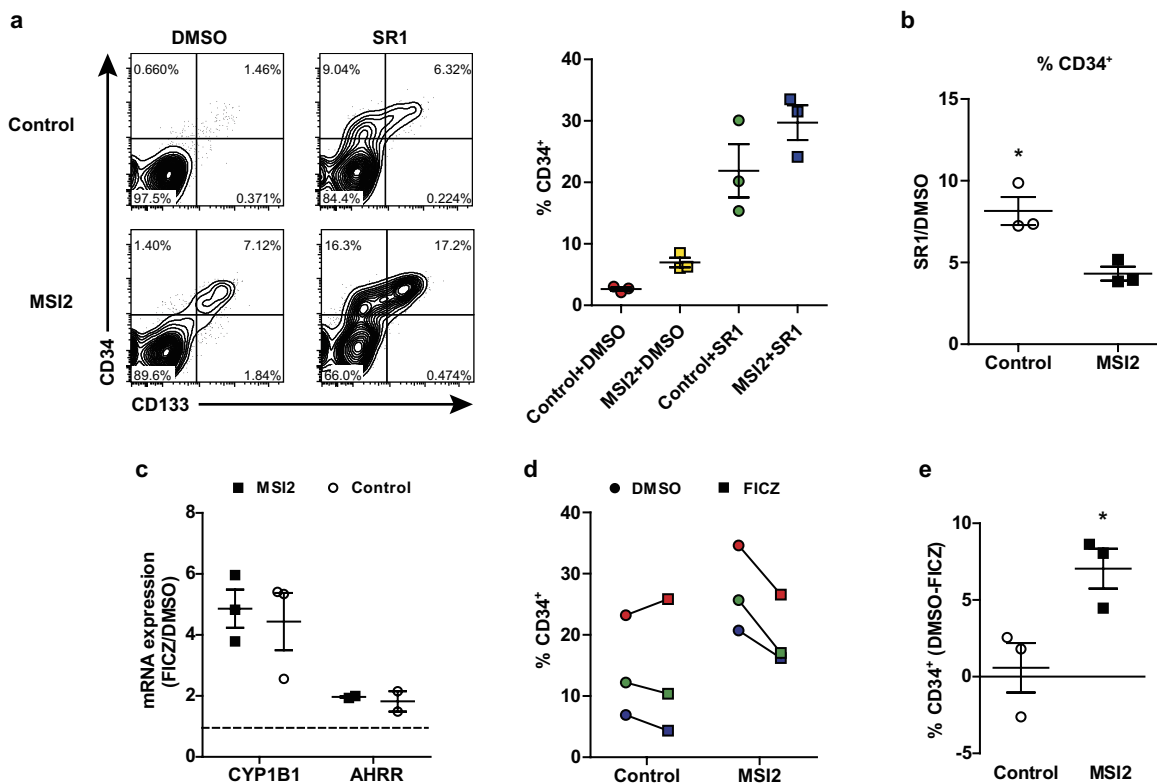 a
DMSO
SR1
Control
0.660%
1.46%
97.5%
0.371%
9.04%
6.32%
84.4%
0.224%
MSI2
1.40%
7.12%
89.6%
1.84%
16.3%
17.2%
66.0%
0.474%
CD34
CD133
% CD34+
40
30
20
10
0
Control+DMSO
MSI2+DMSO
Control+SR1
MSI2+SR1
b
% CD34+
SR1/DMSO
15
10
5
0
*
Control
MSI2
c
MSI2
Control
mRNA expression
(FICZ/DMSO)
8
6
4
2
0
CYP1B1
AHRR
d
DMSO
FICZ
% CD34+
40
30
20
10
0
Control
MSI2
e
% CD34+ (DMSO-FICZ)
10
5
0
-5
*
Control
MSI2